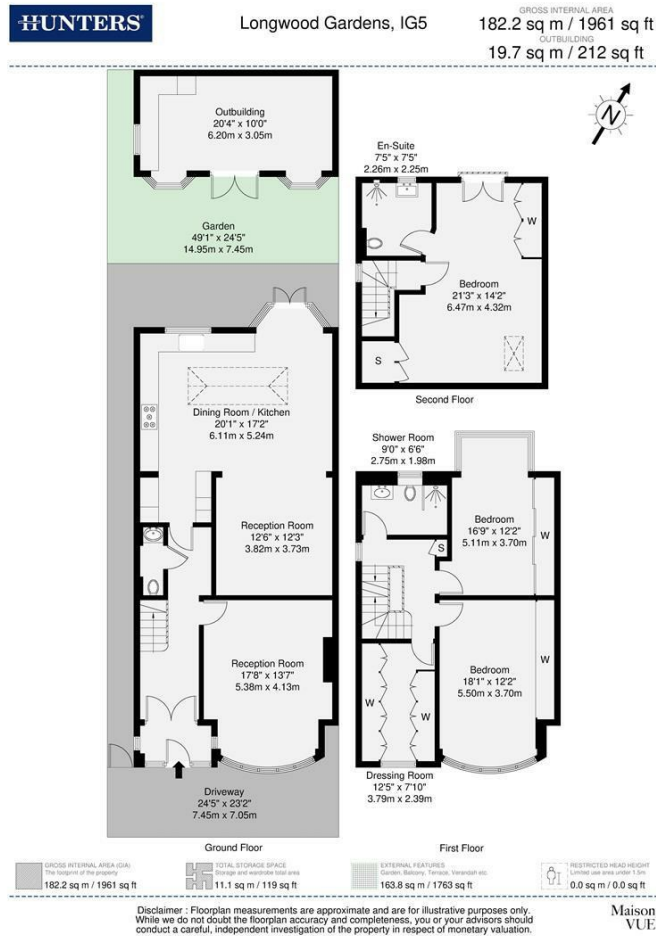 HUNTERS®
Longwood Gardens, IG5
GROSS INTERNAL AREA
182.2 sq m / 1961 sq ft
OUTBUILDING
19.7 sq m / 212 sq ft
Outbuilding
20'4" x 10'0"
6.20m x 3.05m
N
Garden
49'1" x 24'5"
14.95m x 7.45m
En-Suite
7'5" x 7'5"
2.26m x 2.25m
W
Bedroom
21'3" x 14'2"
6.47m x 4.32m
S
Second Floor
Dining Room / Kitchen
20'1" x 17'2"
6.11m x 5.24m
Reception Room
12'6" x 12'3"
3.82m x 3.73m
Reception Room
17'8" x 13'7"
5.38m x 4.13m
Driveway
24'5" x 23'2"
7.45m x 7.05m
Ground Floor
Shower Room
9'0" x 6'6"
2.75m x 1.98m
Bedroom
16'9" x 12'2"
5.11m x 3.70m
W
S
Bedroom
18'1" x 12'2"
5.50m x 3.70m
W
W
W
Dressing Room
12'5" x 7'10"
3.79m x 2.39m
First Floor
GROSS INTERNAL AREA (GIA)
The footprint of the property
182.2 sq m / 1961 sq ft
TOTAL STORAGE SPACE
Storage and wardrobe total area
11.1 sq m / 119 sq ft
EXTERNAL FEATURES
Garden, Balcony, Terrace, Verandah etc.
163.8 sq m / 1763 sq ft
RESTRICTED HEAD HEIGHT
Limited use area under 1.5m
0.0 sq m / 0.0 sq ft
Disclaimer : Floorplan measurements are approximate and are for illustrative purposes only.
While we do not doubt the floorplan accuracy and completeness, you or your advisors should
conduct a careful, independent investigation of the property in respect of monetary valuation.
Maison
VUE